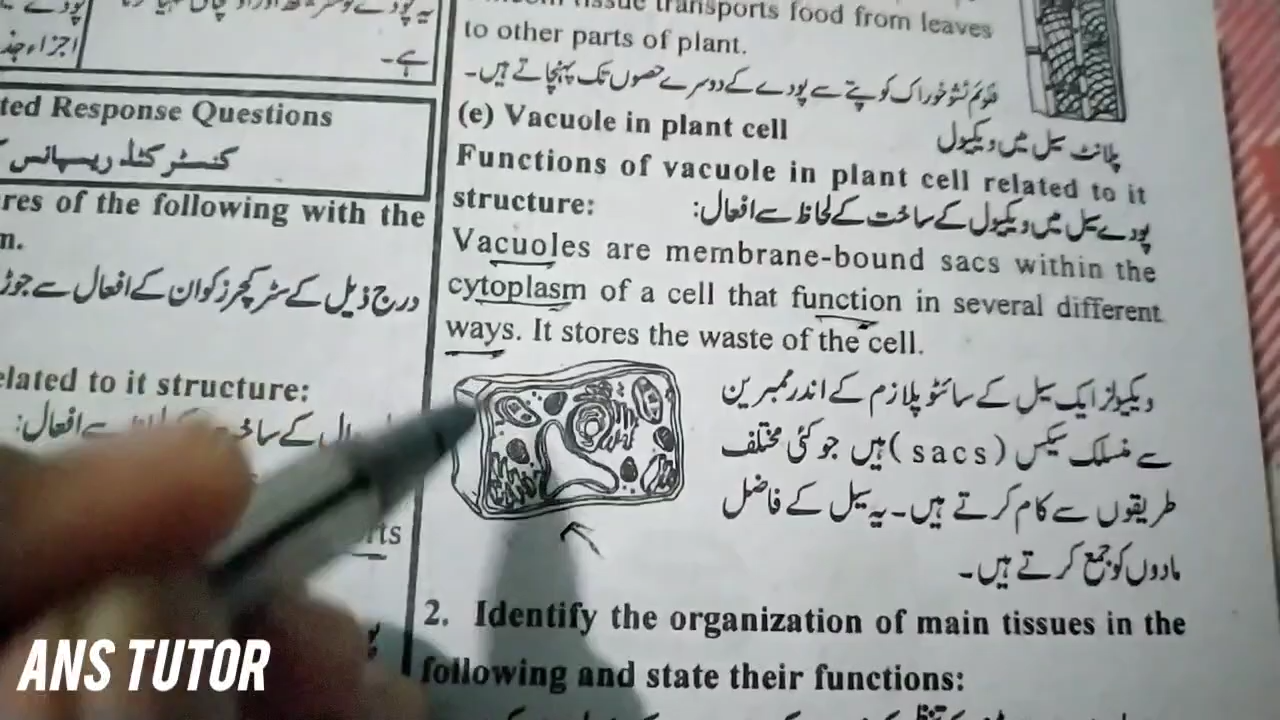 ہے۔
اجزاء
ted Response Questions
res of the following with the
m.
درج ذیل کے سٹرکچرز کو ان کے افعال سے جوڑ
elated to it structure:
افعال:
rts
tissue transports food from leaves
to other parts of plant.
فلوئم ٹشو خوراک کو پتے سے پودے کے دوسرے حصوں تک پہنچاتے ہیں۔
(e) Vacuole in plant cell
پلانٹ سیل میں ویکیول
Functions of vacuole in plant cell related to it
structure: پودے سیل میں ویکیول کے ساخت کے لحاظ سے افعال:
Vacuoles are membrane-bound sacs within the
cytoplasm of a cell that function in several different
ways. It stores the waste of the cell.
ویکیولز ایک سیل کے سائٹوپلازم کے اندر ممبرین
سے منسلک سیکس (sacs) ہیں جو کئی مختلف
طریقوں سے کام کرتے ہیں۔ یہ سیل کے فاضل
مادوں کو جمع کرتے ہیں۔
2. Identify the organization of main tissues in the
following and state their functions:
ANS TUTOR